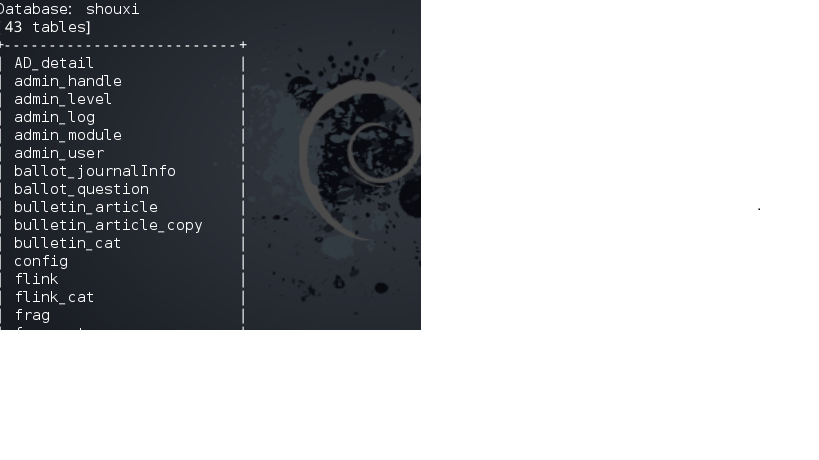 Database: shouxi
43 tables]
+--------------------------+
| AD_detail |
| admin_handle |
| admin_level |
| admin_log |
| admin_module |
| admin_user |
| ballot_journalInfo |
| ballot_question |
| bulletin_article |
| bulletin_article_copy |
| bulletin_cat |
| config |
| flink |
| flink_cat |
| frag |